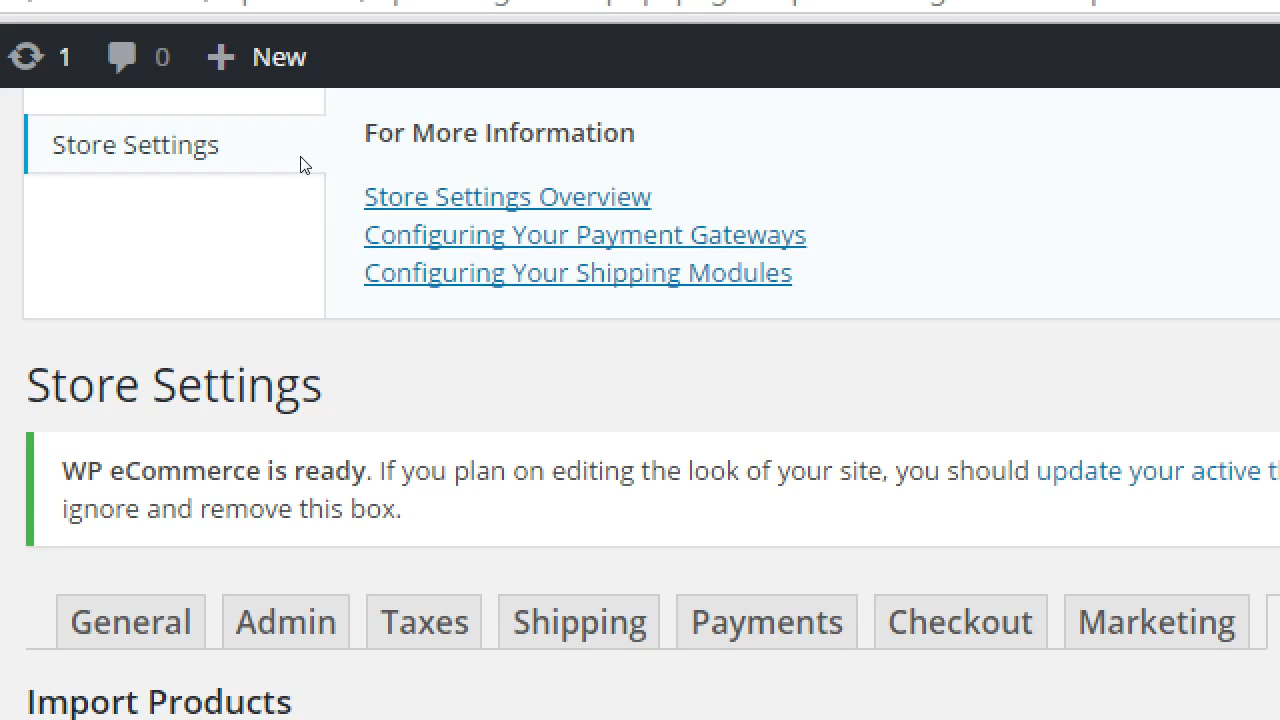 1 0 New
Store Settings
For More Information
Store Settings Overview
Configuring Your Payment Gateways
Configuring Your Shipping Modules
Store Settings
WP eCommerce is ready. If you plan on editing the look of your site, you should update your active
ignore and remove this box.
General Admin Taxes Shipping Payments Checkout Marketing
Import Products